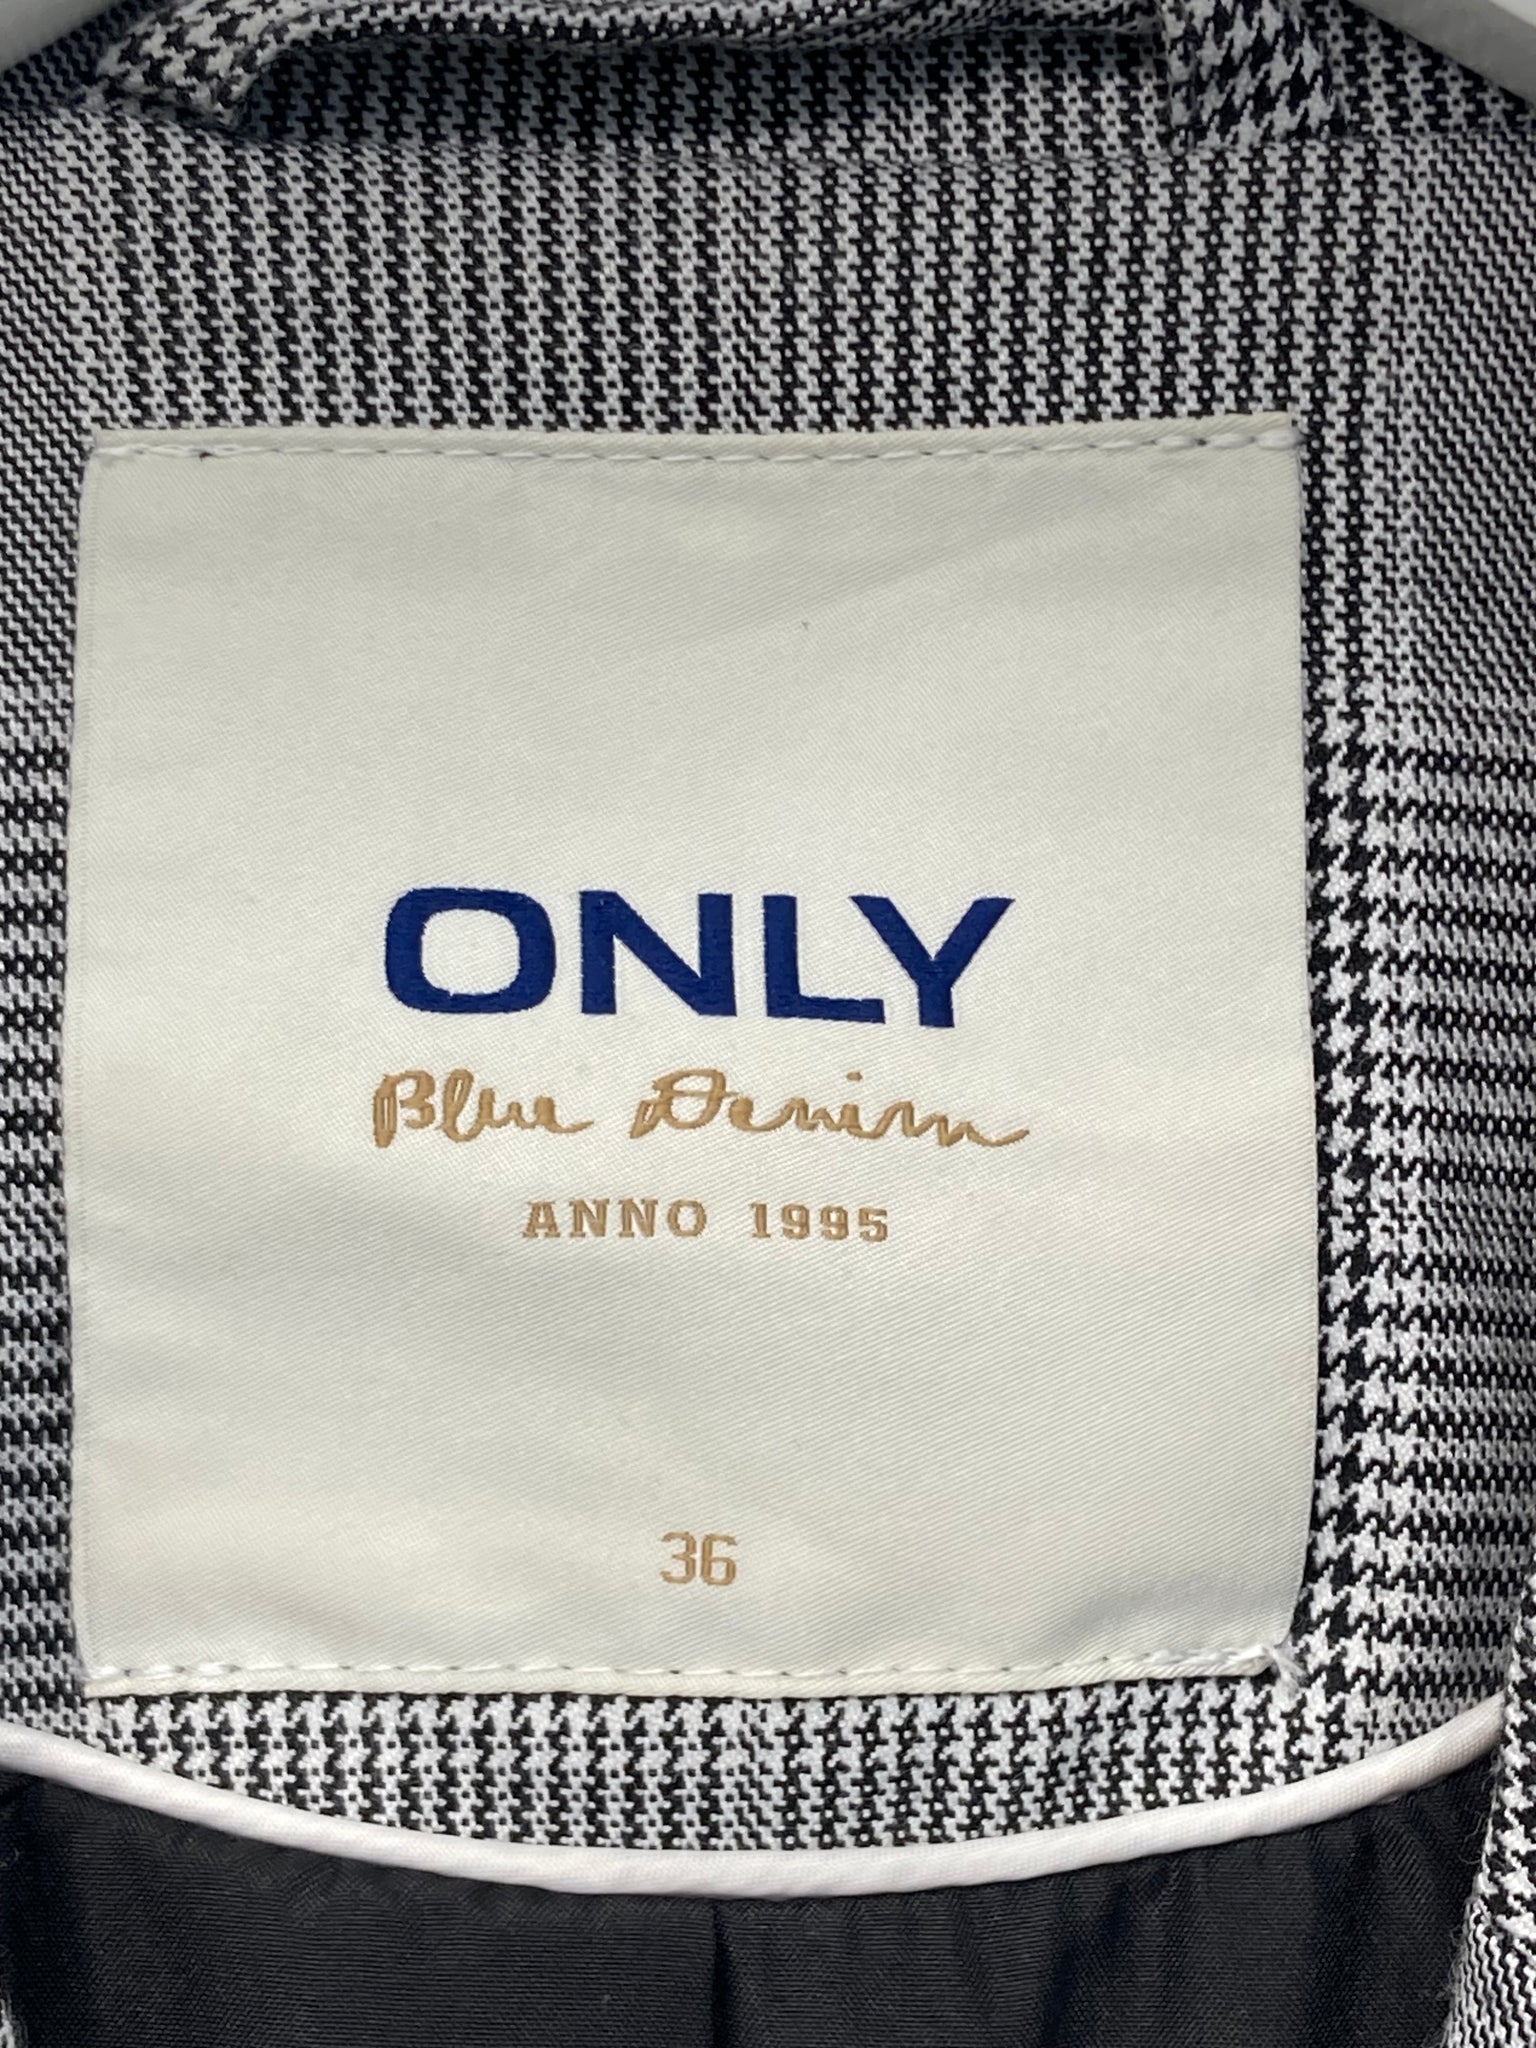 ONLY
Blue Denim
ANNO 1995
36